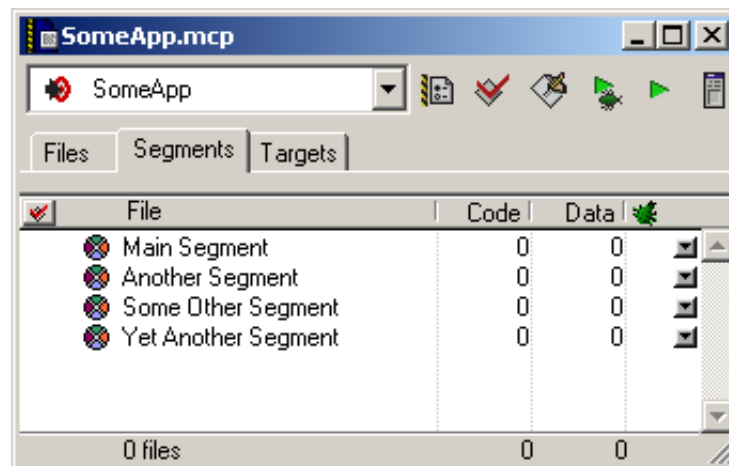 SomeApp.mcp
SomeApp
Files Segments Targets
File Code Data
Main Segment 0 0
Another Segment 0 0
Some Other Segment 0 0
Yet Another Segment 0 0
0 files 0 0